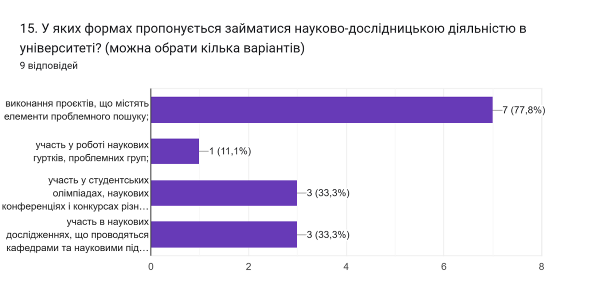 15. У яких формах пропонується займатися науково-дослідницькою діяльністю в
університеті? (можна обрати кілька варіантів)
9 відповідей
виконання проєктів, що містять
елементи проблемного пошуку;
7 (77,8%)
участь у роботі наукових
гуртків, проблемних груп;
1 (11,1%)
участь у студентських
олімпіадах, наукових
конференціях і конкурсах різн…
3 (33,3%)
участь в наукових
дослідженнях, що проводяться
кафедрами та науковими під…
3 (33,3%)
0 2 4 6 8